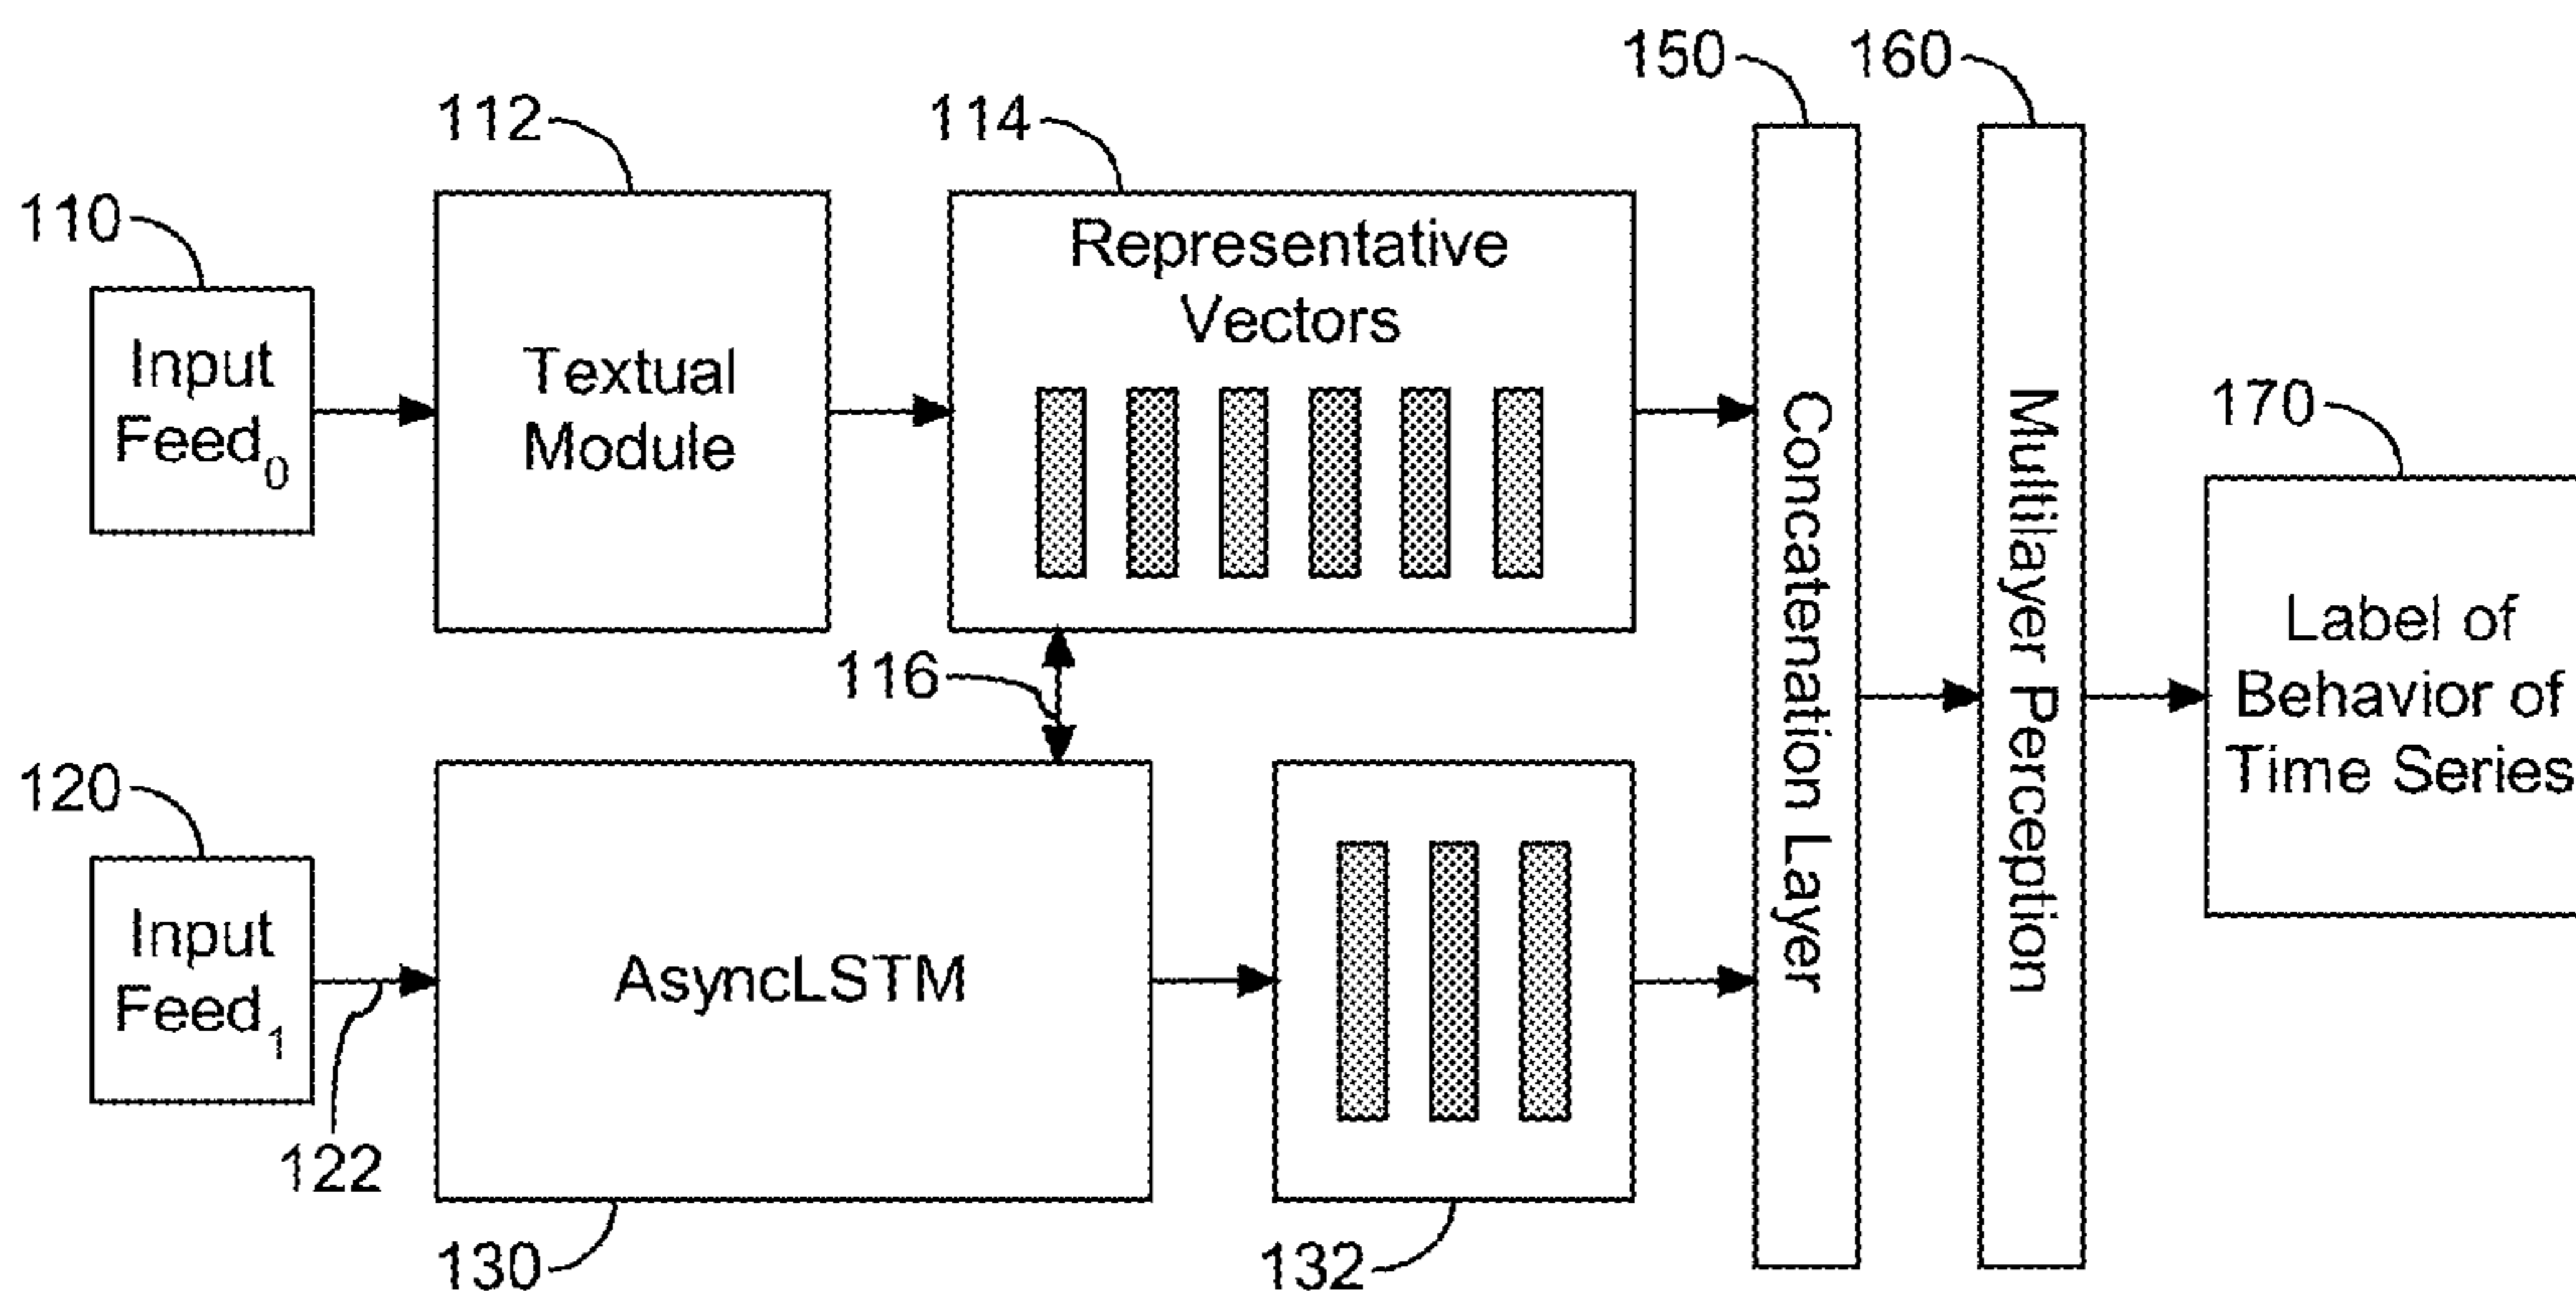 150
160
112
114
110
Input
Feed0
Textual
Module
Representative
Vectors
Concatenation Layer
Multilayer Perception
170
Label of
Behavior of
Time Series
116
120
Input
Feed1
122
AsyncLSTM
130
132